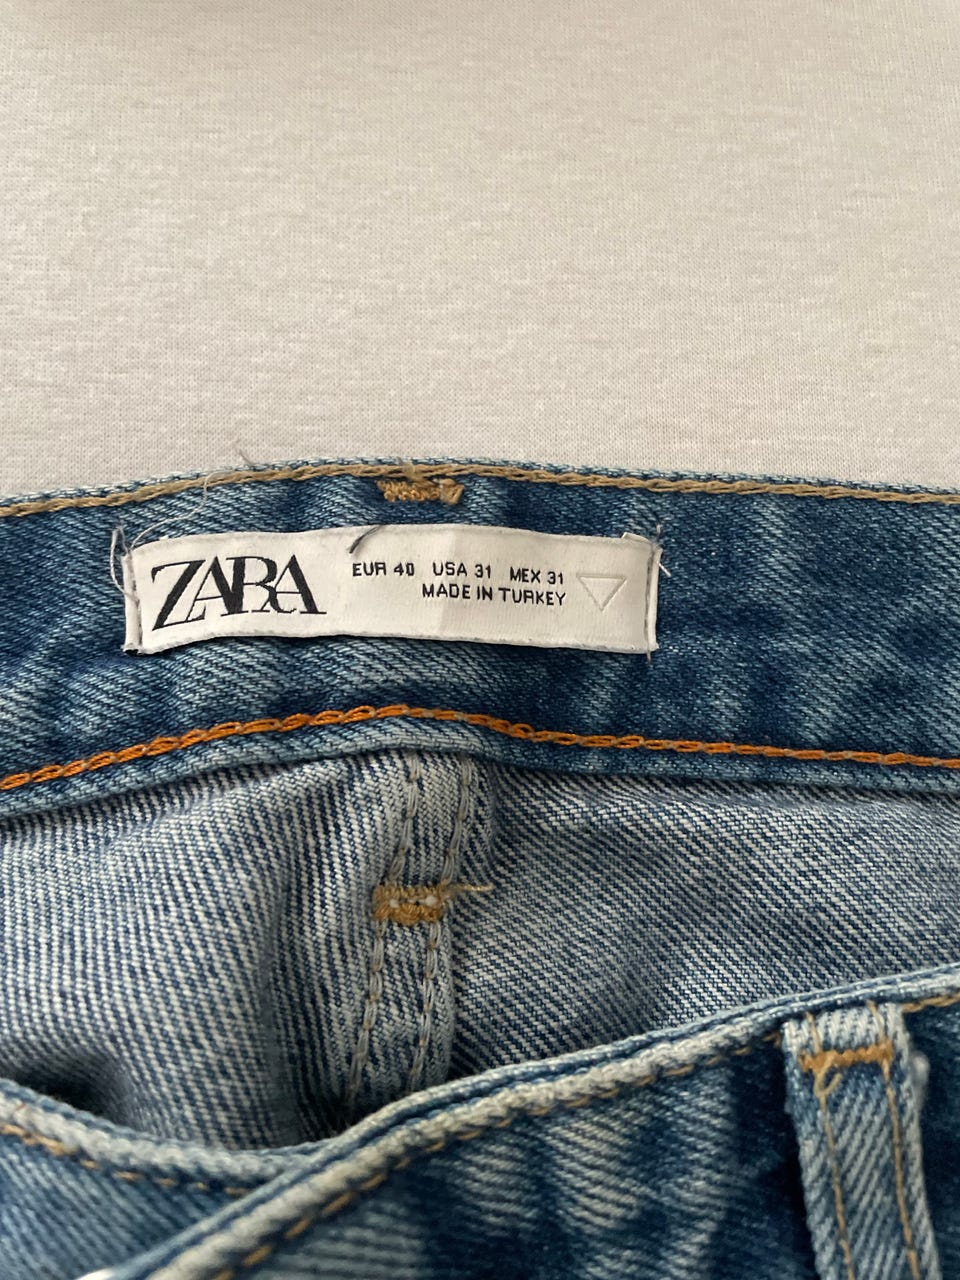 ZARA
EUR 40 USA 31 MEX 31
MADE IN TURKEY